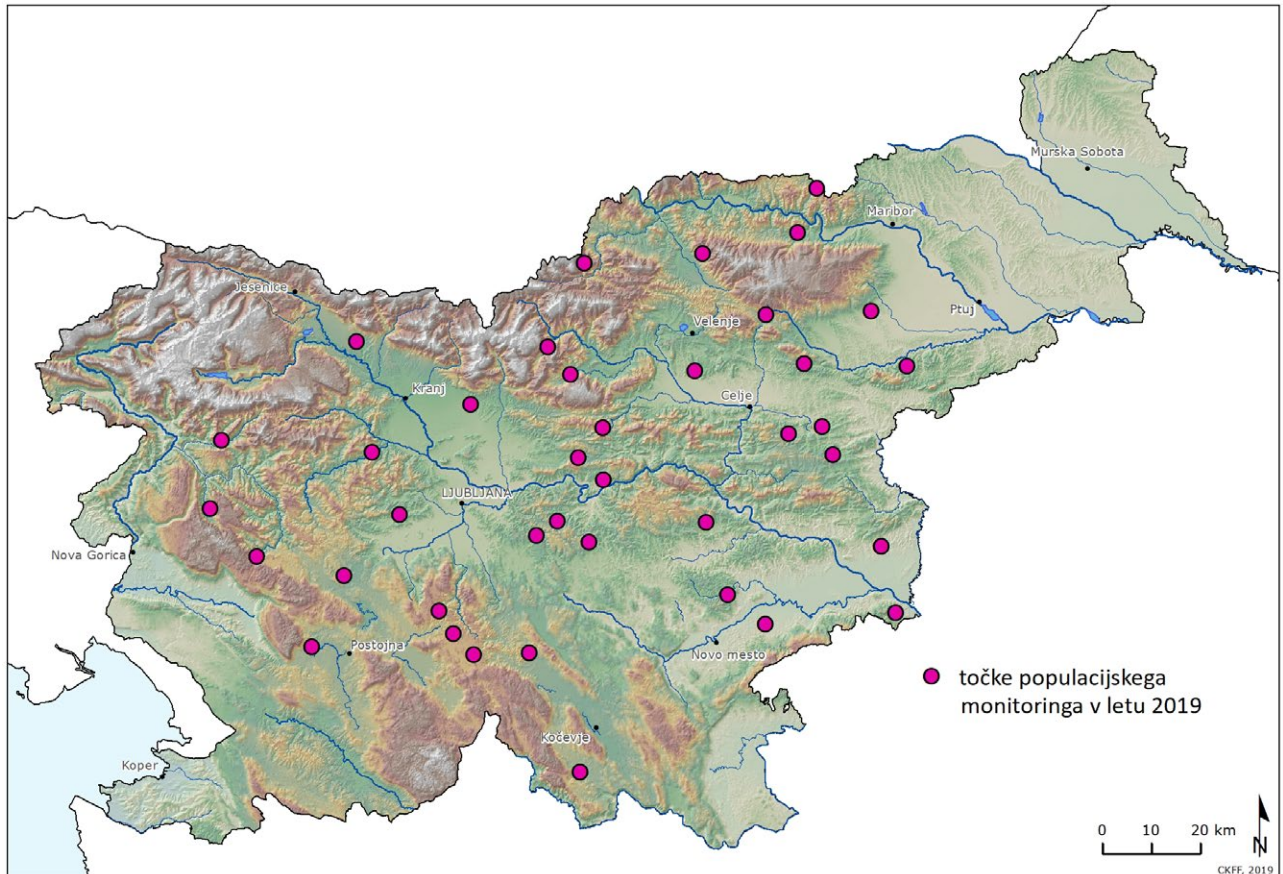 Murska Sobota
Maribor
Jesenice
Ptuj
Velenje
Kranj
Celje
LJUBLJANA
Nova Gorica
Novo mesto
Postojna
točke populacijskega
monitoringa v letu 2019
Kočevje
Koper
0 10 20 km
N
CKFF, 2019